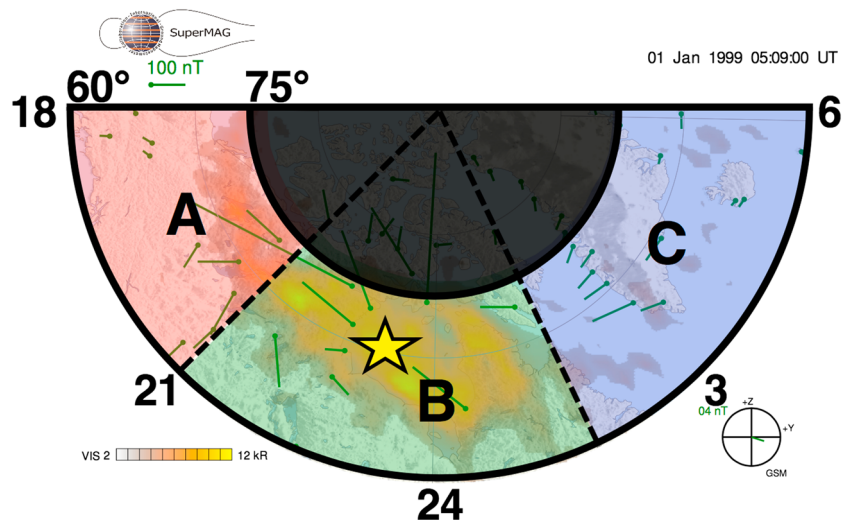 SuperMAG
01 Jan 1999 05:09:00 UT
100 nT
60° 75°
18 6
A
C
B
21 3
24
04 nT
+Z
+Y
GSM
VIS 2 12 kR